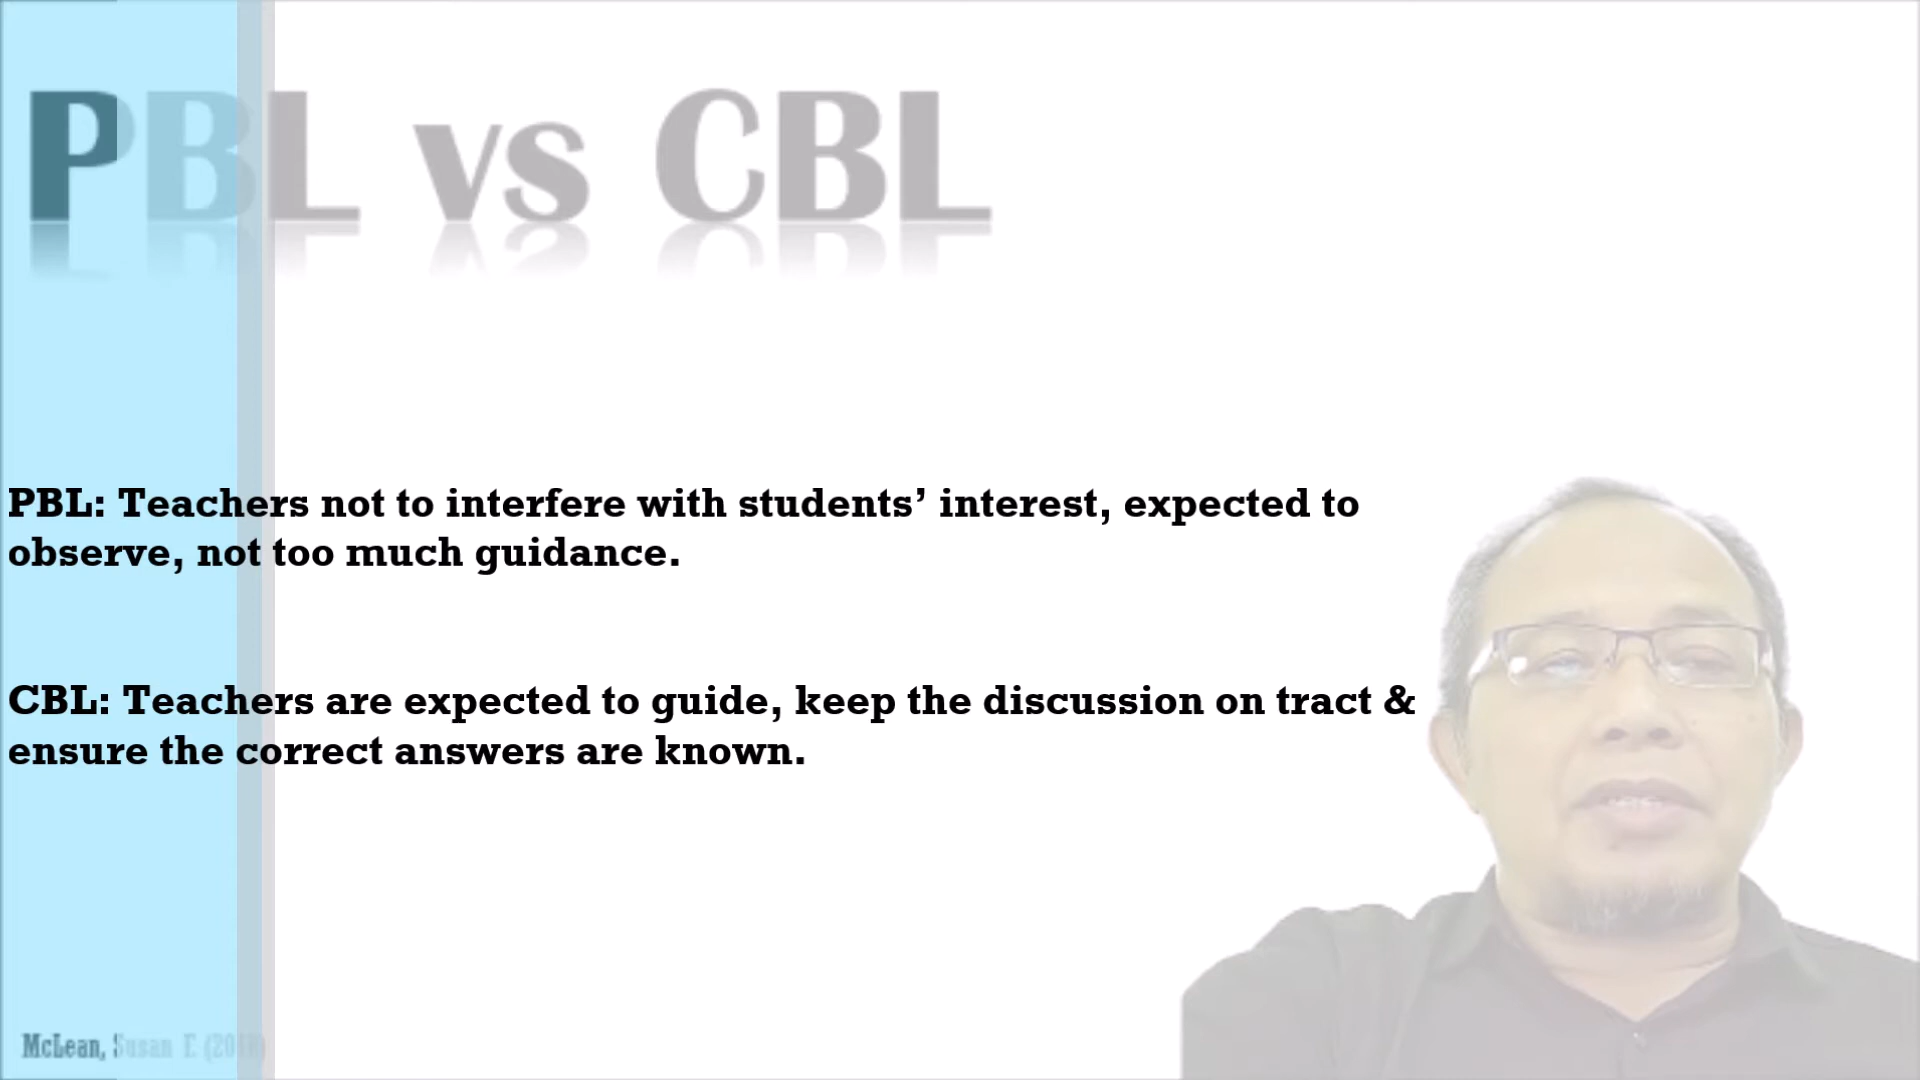 PBL vs CBL
PBL: Teachers not to interfere with students’ interest, expected to
observe, not too much guidance.
CBL: Teachers are expected to guide, keep the discussion on tract &
ensure the correct answers are known.
McLean, Susan F.